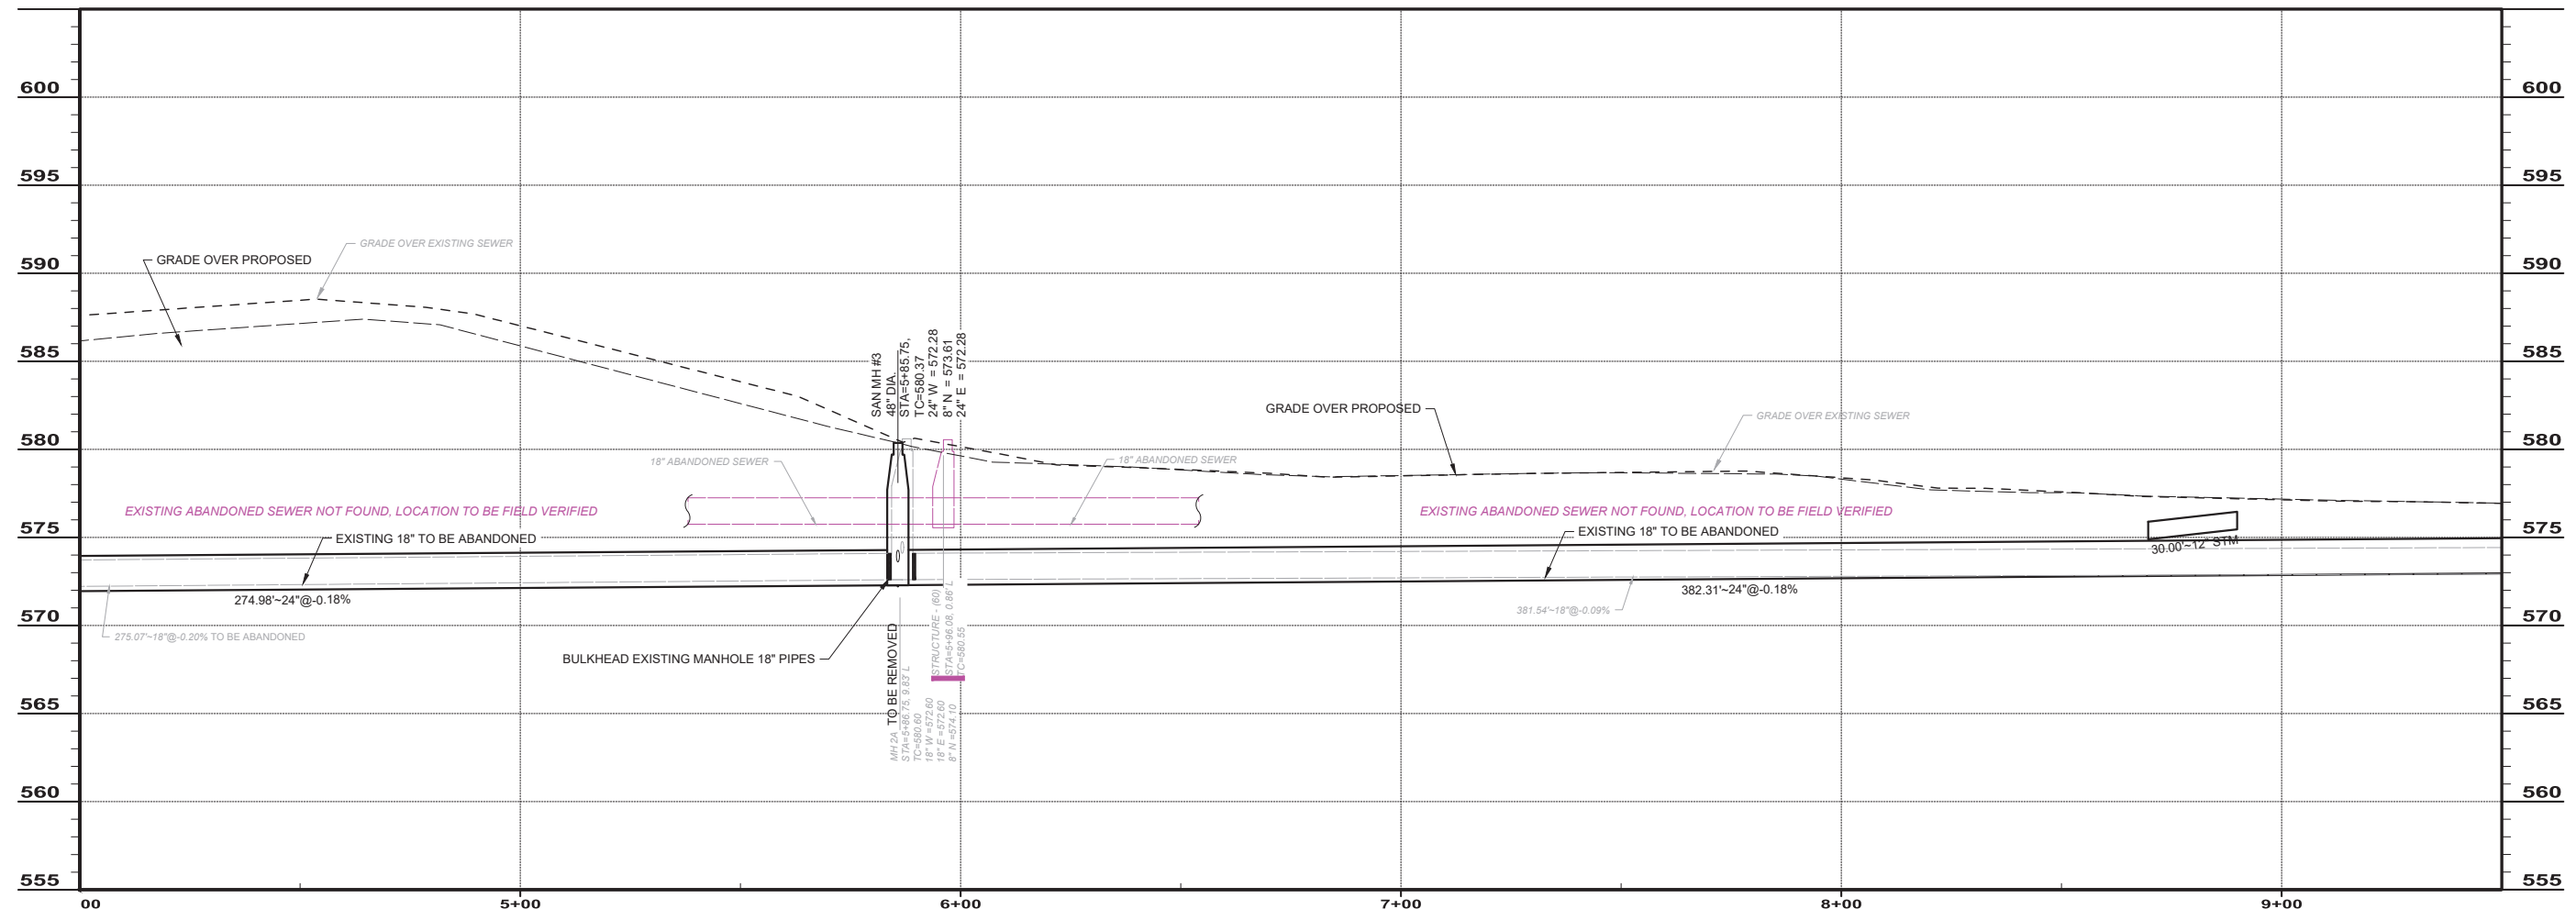 600
600
595
595
GRADE OVER EXISTING SEWER
GRADE OVER PROPOSED
590
590
585
585
SAN MH #3
48" DIA.
STA=5+85.75,
TC=580.37
24" W = 572.28
8" N = 573.61
24" E = 572.28
GRADE OVER PROPOSED
GRADE OVER EXISTING SEWER
580
580
18" ABANDONED SEWER
18" ABANDONED SEWER
EXISTING ABANDONED SEWER NOT FOUND, LOCATION TO BE FIELD VERIFIED
EXISTING ABANDONED SEWER NOT FOUND, LOCATION TO BE FIELD VERIFIED
575
575
EXISTING 18" TO BE ABANDONED
EXISTING 18" TO BE ABANDONED
30.00'~12" STM
274.98'~24"@-0.18%
382.31'~24"@-0.18%
381.54'~18"@-0.09%
570
570
275.07'~18"@-0.20% TO BE ABANDONED
BULKHEAD EXISTING MANHOLE 18" PIPES
STRUCTURE - (60)
STA=5+96.08, 0.86' L
TC=580.55
MH 2A TO BE REMOVED
STA=5+86.75, 9.83' L
TC=580.60
18" W =572.60
18" E =572.60
8" N =574.10
565
565
560
560
555
555
00
5+00
6+00
7+00
8+00
9+00